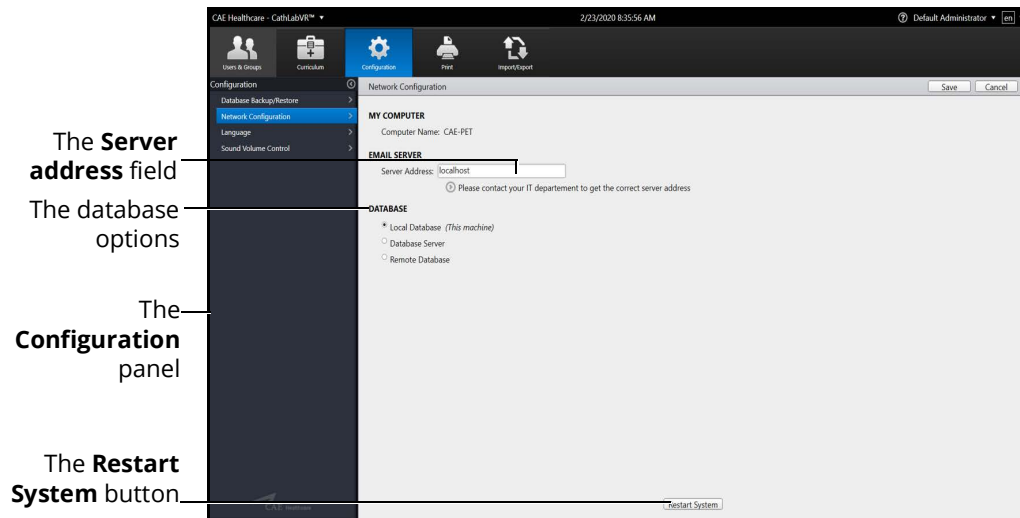 CAE Healthcare - CathLabVR™ ▾
2/23/2020 8:35:56 AM
? Default Administrator ▾ en
Users & Groups
Curriculum
Configuration
Print
Import/Export
Configuration
Database Backup/Restore
Network Configuration
Language
Sound Volume Control
Network Configuration
Save
Cancel
MY COMPUTER
Computer Name: CAE-PET
EMAIL SERVER
Server Address: localhost
Please contact your IT departement to get the correct server address
DATABASE
Local Database (This machine)
Database Server
Remote Database
Restart System
CAE Healthcare
The Server
address field
The database
options
The
Configuration
panel
The Restart
System button